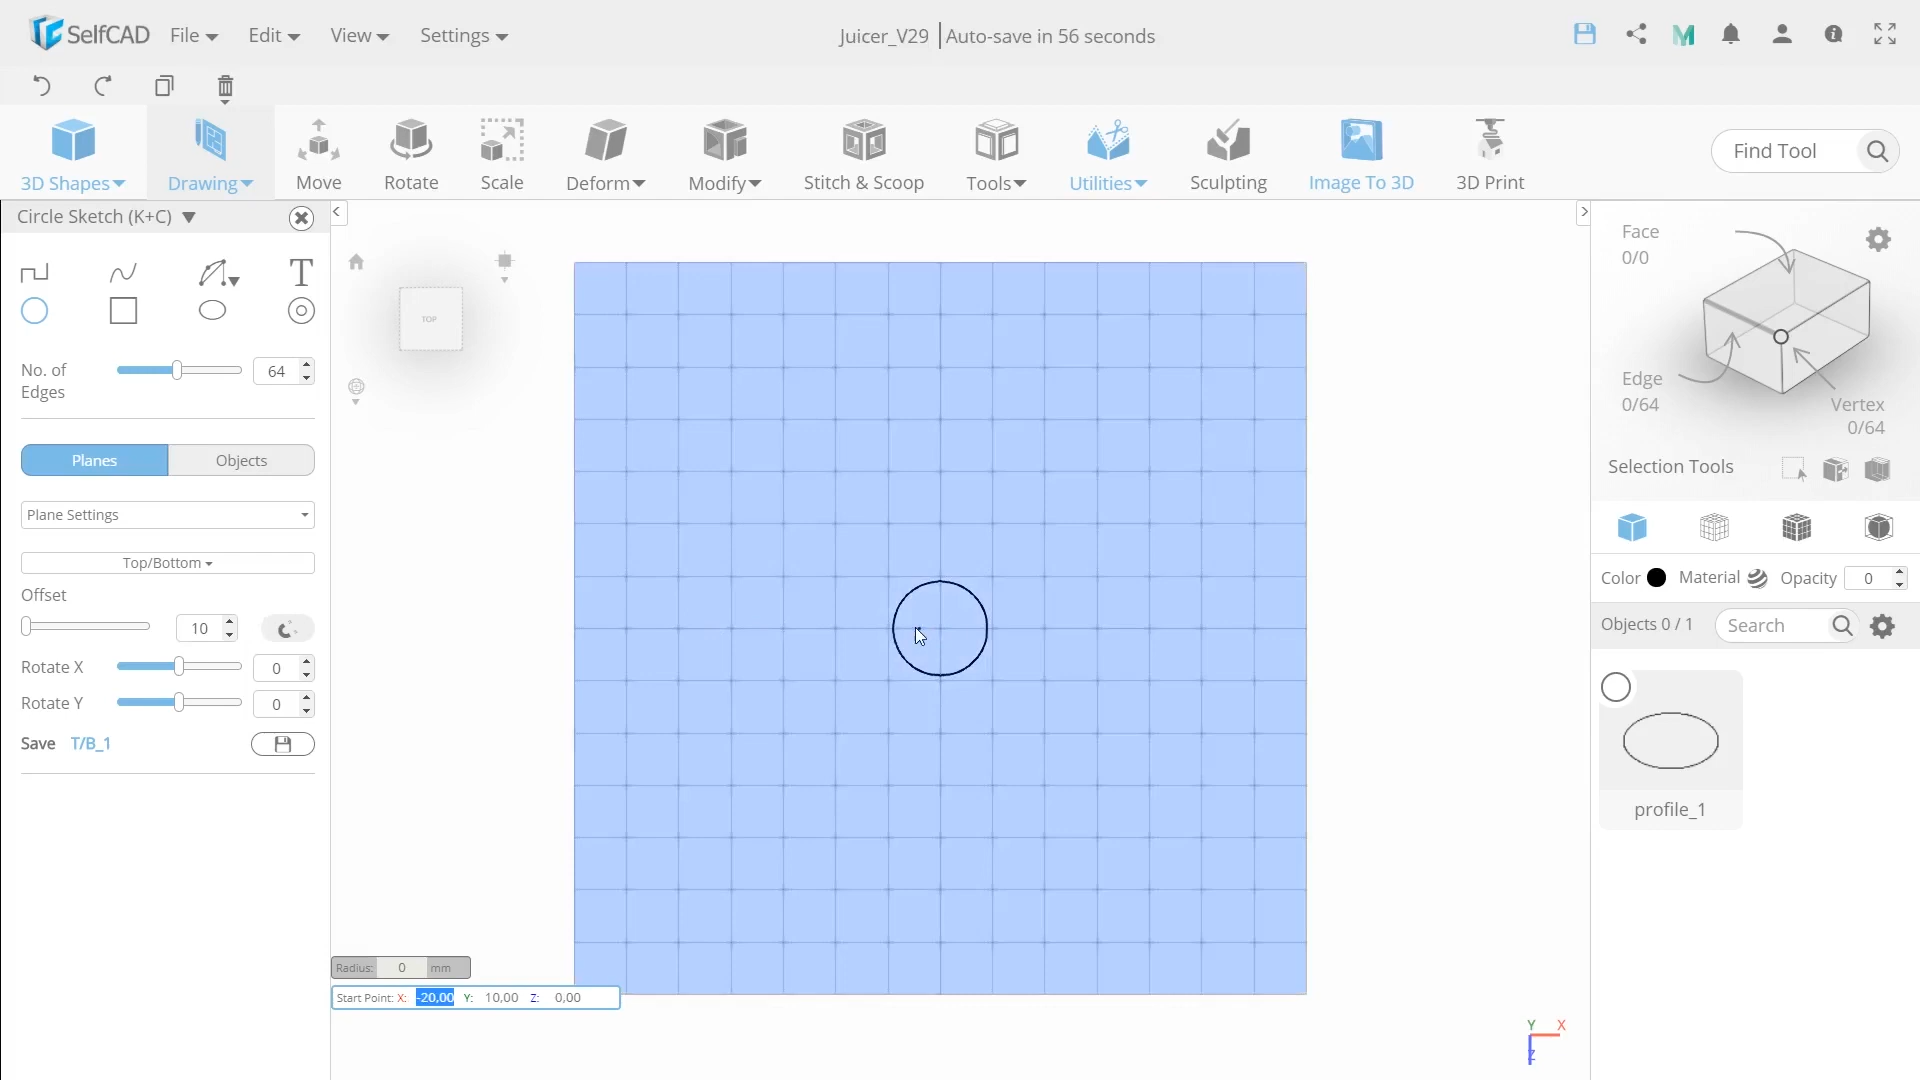 SelfCAD File Edit View Settings Juicer_V29 Auto-save in 56 seconds
3D Shapes Drawing Move Rotate Scale Deform Modify Stitch & Scoop Tools Utilities Sculpting Image To 3D 3D Print Find Tool
Circle Sketch (K+C)
T
No. of
Edges
64
Planes Objects
Plane Settings
Top/Bottom
Offset
10
Rotate X 0
Rotate Y 0
Save T/B_1
TOP
Radius: 0 mm
Start Point: X: -20,00 Y: 10,00 Z: 0,00
Y X
Z
Face
0/0
Edge
0/64
Vertex
0/64
Selection Tools
Color Material Opacity 0
Objects 0 / 1 Search
profile_1